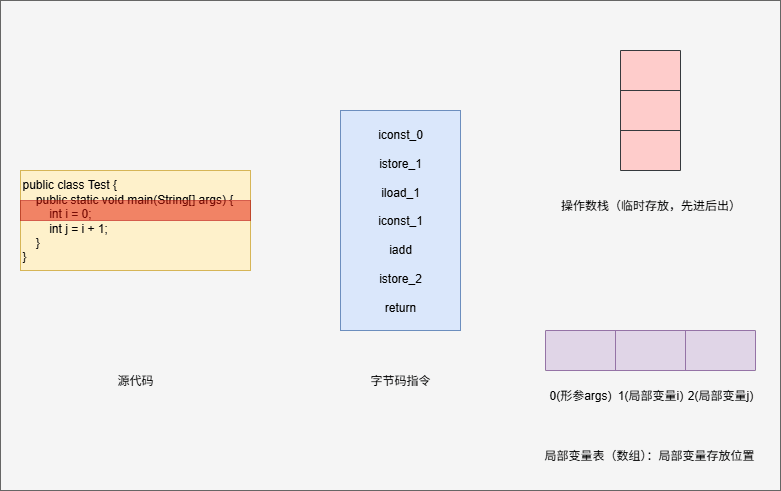 public class Test {
public static void main(String[] args) {
int i = 0;
int j = i + 1;
}
}
源代码
iconst_0
istore_1
iload_1
iconst_1
iadd
istore_2
return
字节码指令
操作数栈（临时存放，先进后出）
0(形参args) 1(局部变量i) 2(局部变量j)
局部变量表（数组）：局部变量存放位置